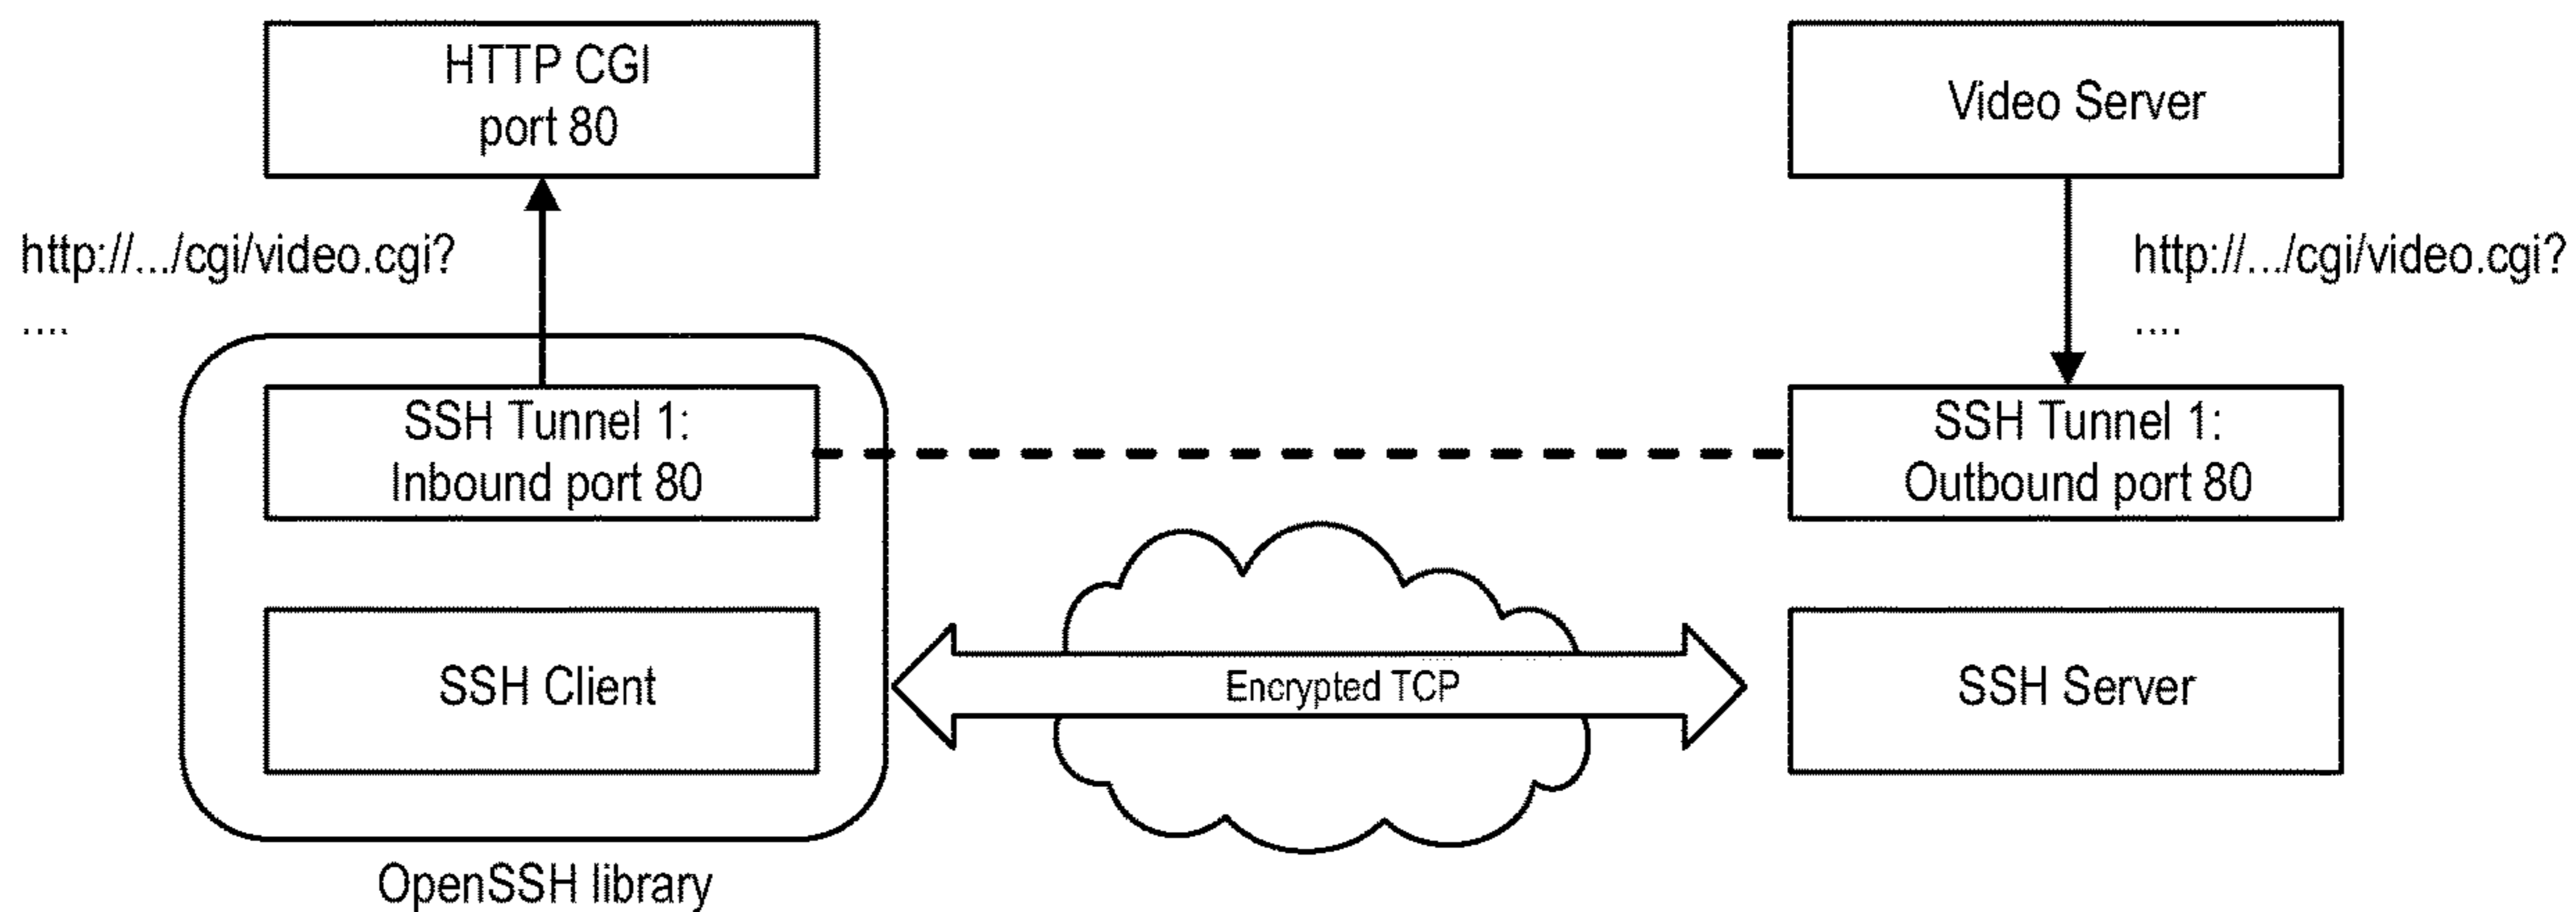 HTTP CGI
port 80
Video Server
http://.../cgi/video.cgi?
....
http://.../cgi/video.cgi?
....
SSH Tunnel 1:
Inbound port 80
SSH Tunnel 1:
Outbound port 80
SSH Client
Encrypted TCP
SSH Server
OpenSSH library